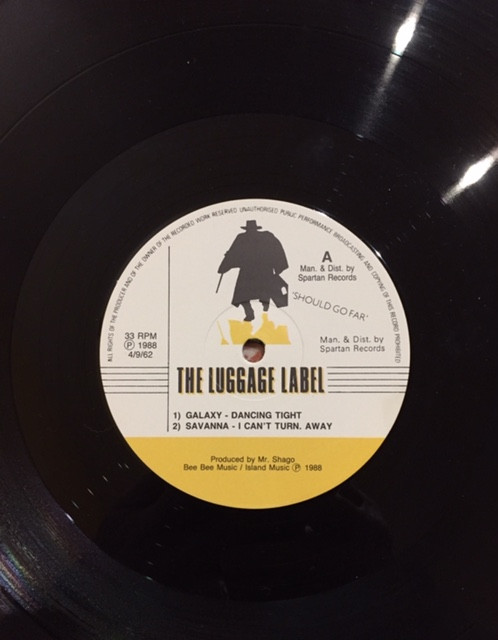 ALL RIGHTS OF THE PRODUCER AND OF THE OWNER OF THE RECORDED WORK RESERVED UNAUTHORISED PUBLIC PERFORMANCE BROADCASTING AND COPYING OF THIS RECORD PROHIBITED
A
Man. & Dist. by
Spartan Records
'SHOULD GO FAR'
33 RPM
Ⓟ 1988
4/9/62
Man. & Dist. by
Spartan Records
THE LUGGAGE LABEL
1) GALAXY - DANCING TIGHT
2) SAVANNA - I CAN'T TURN. AWAY
Produced by Mr. Shago
Bee Bee Music / Island Music Ⓟ 1988